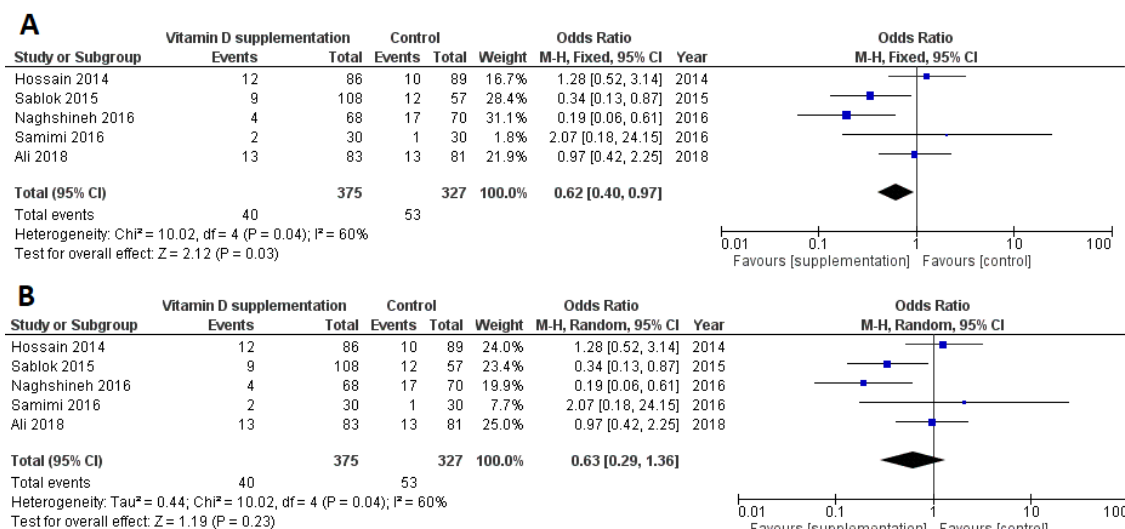 A
Vitamin D supplementation Control Odds Ratio Odds Ratio
Study or Subgroup Events Total Events Total Weight M-H, Fixed, 95% CI Year M-H, Fixed, 95% CI
Hossain 2014 12 86 10 89 16.7% 1.28 [0.52, 3.14] 2014
Sablok 2015 9 108 12 57 28.4% 0.34 [0.13, 0.87] 2015
Naghshineh 2016 4 68 17 70 31.1% 0.19 [0.06, 0.61] 2016
Samimi 2016 2 30 1 30 1.8% 2.07 [0.18, 24.15] 2016
Ali 2018 13 83 13 81 21.9% 0.97 [0.42, 2.25] 2018
Total (95% CI) 375 327 100.0% 0.62 [0.40, 0.97]
Total events 40 53
Heterogeneity: Chi² = 10.02, df = 4 (P = 0.04); I² = 60%
Test for overall effect: Z = 2.12 (P = 0.03)
0.01 0.1 1 10 100
Favours [supplementation] Favours [control]
B
Vitamin D supplementation Control Odds Ratio Odds Ratio
Study or Subgroup Events Total Events Total Weight M-H, Random, 95% CI Year M-H, Random, 95% CI
Hossain 2014 12 86 10 89 24.0% 1.28 [0.52, 3.14] 2014
Sablok 2015 9 108 12 57 23.4% 0.34 [0.13, 0.87] 2015
Naghshineh 2016 4 68 17 70 19.9% 0.19 [0.06, 0.61] 2016
Samimi 2016 2 30 1 30 7.7% 2.07 [0.18, 24.15] 2016
Ali 2018 13 83 13 81 25.0% 0.97 [0.42, 2.25] 2018
Total (95% CI) 375 327 100.0% 0.63 [0.29, 1.36]
Total events 40 53
Heterogeneity: Tau² = 0.44; Chi² = 10.02, df = 4 (P = 0.04); I² = 60%
Test for overall effect: Z = 1.19 (P = 0.23)
0.01 0.1 1 10 100
Favours [supplementation] Favours [control]